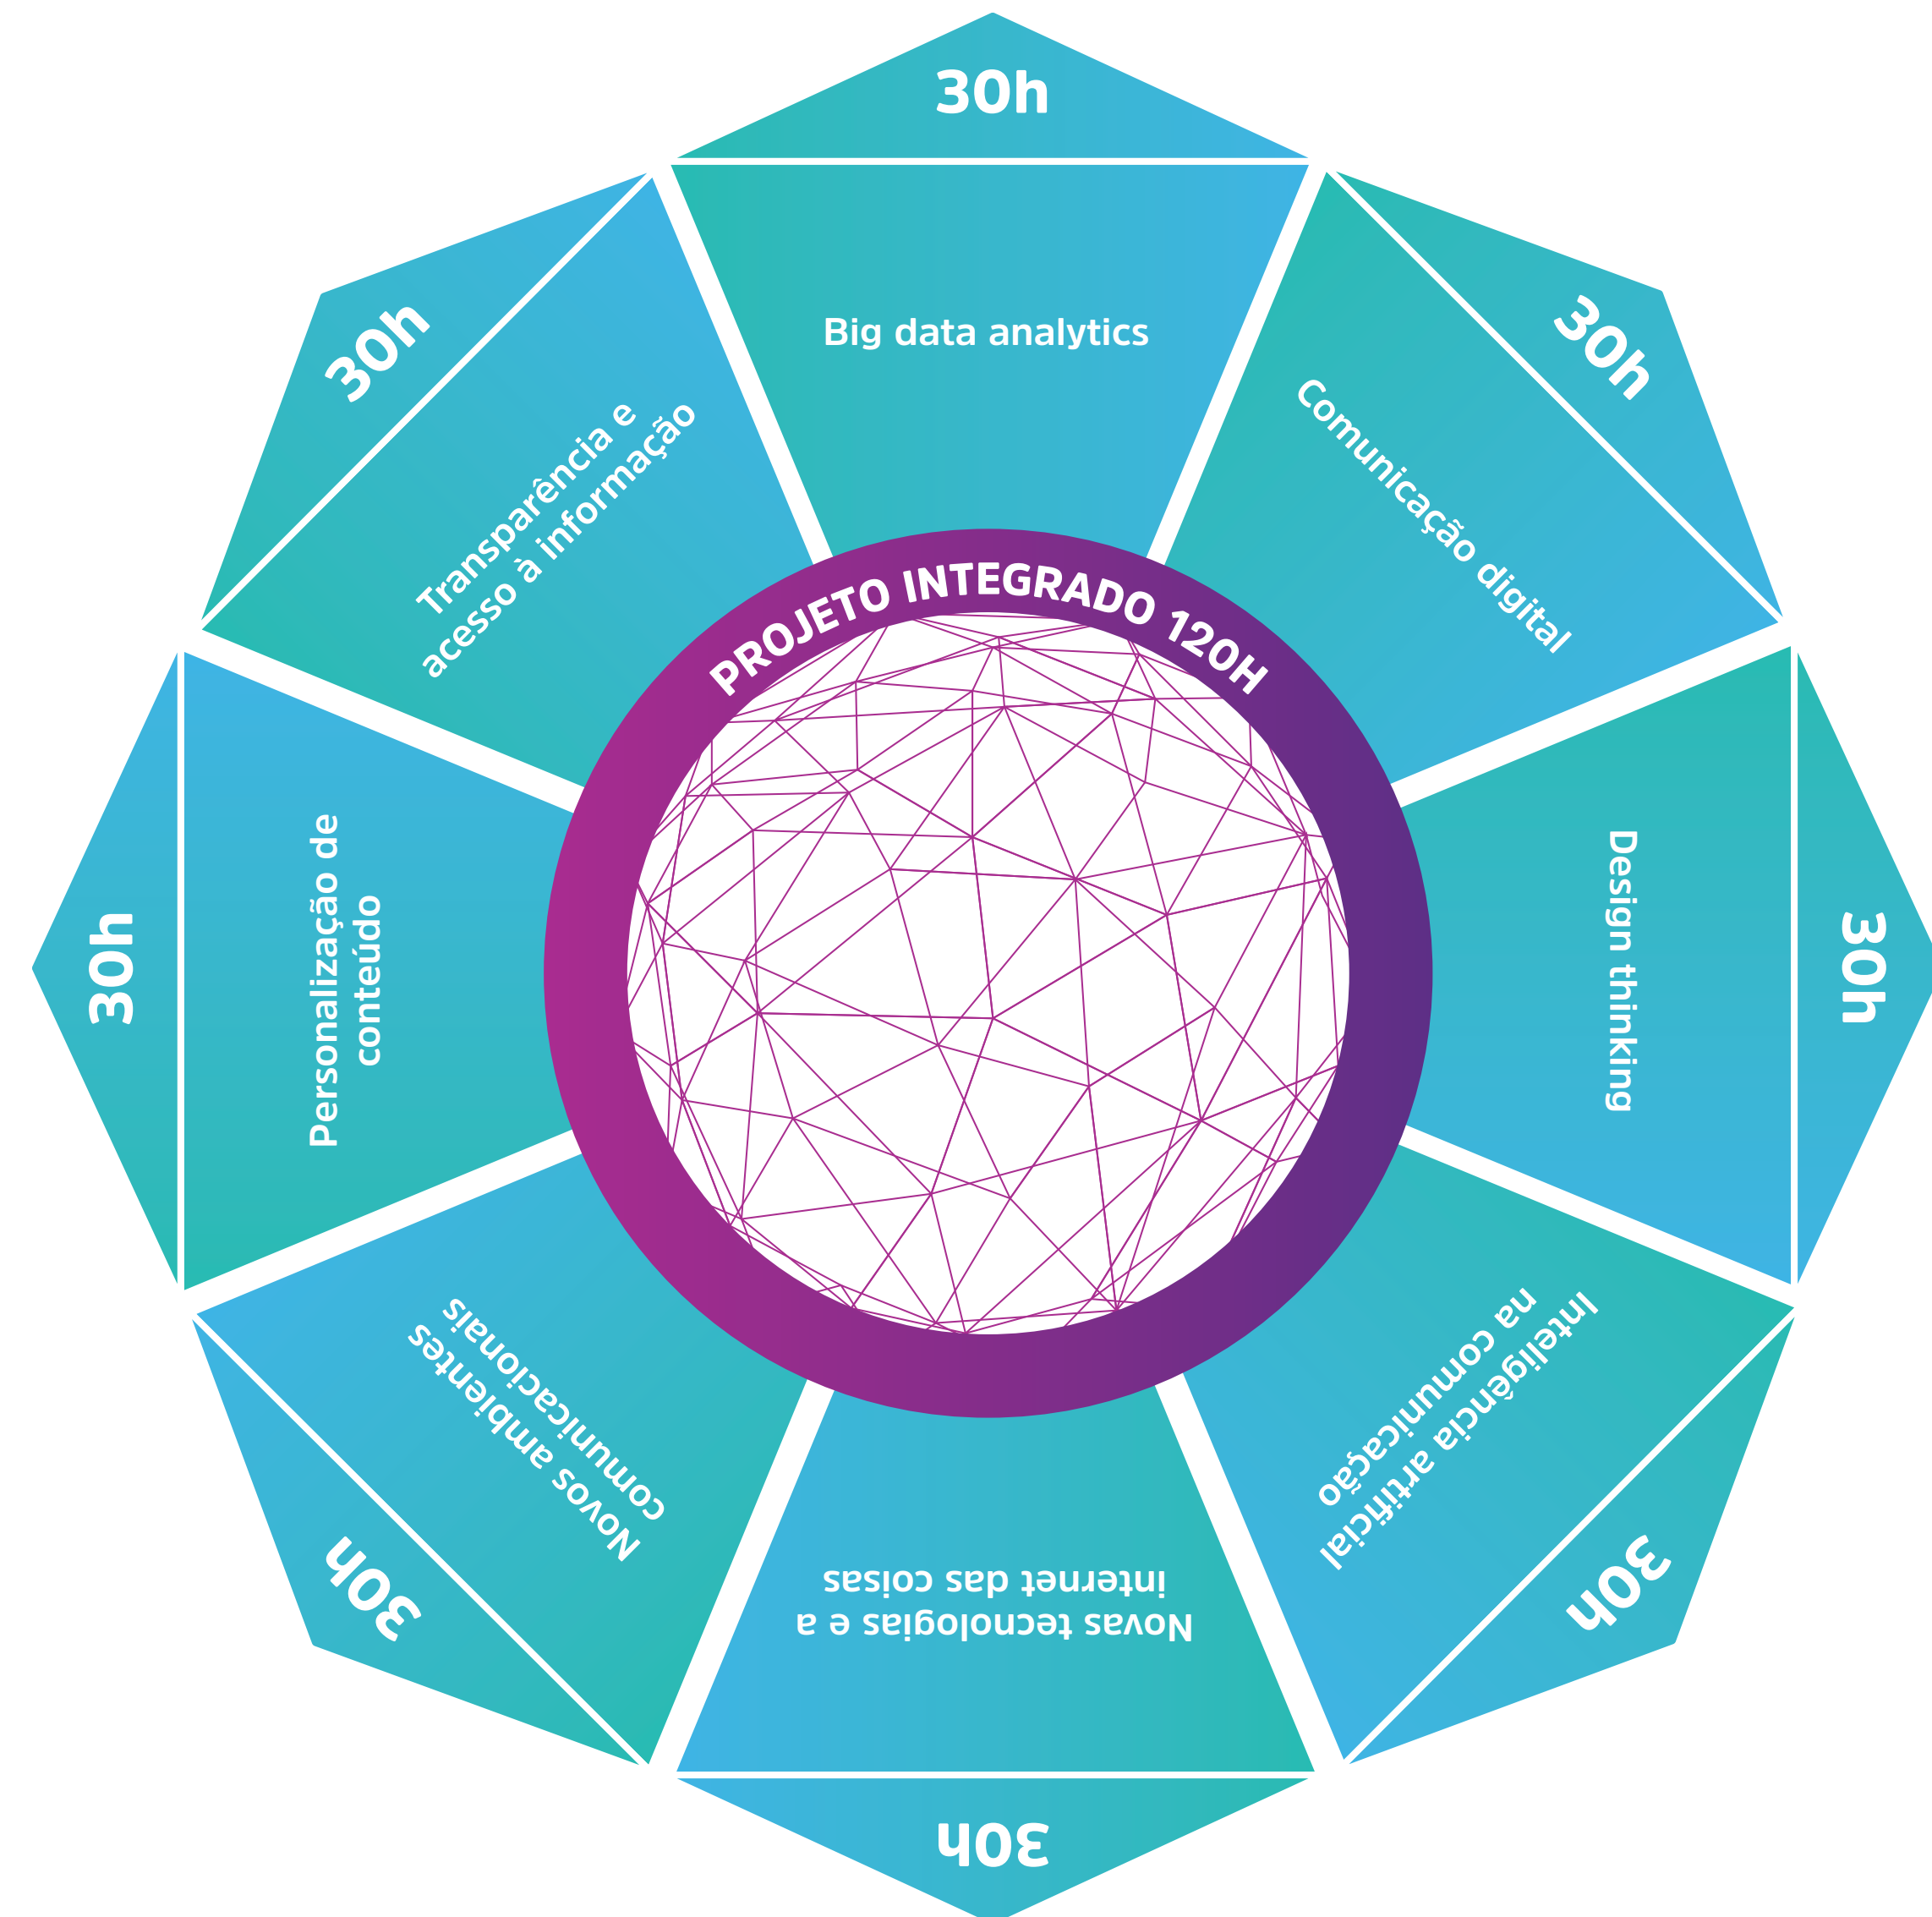 30h
Big data analytics
30h
Comunicação digital
30h
Design thinking
30h
Inteligência artificial
na comunicação
30h
Novas tecnologias e a
internet das coisas
30h
Novos ambientes
comunicacionais
30h
Personalização de
conteúdo
30h
Transparência e
acesso à informação
PROJETO INTEGRADO 120H